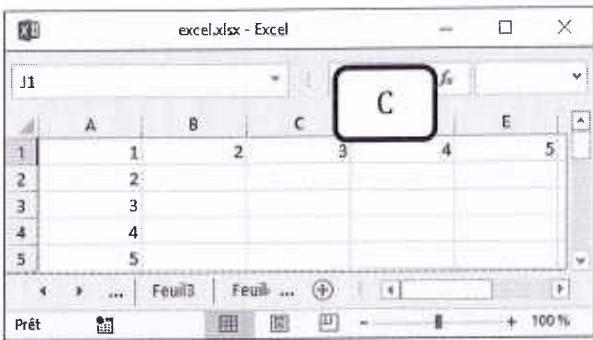 excel.xlsx - Excel
J1
fx
C
A B C E
1 1 2 3 4 5
2 2
3 3
4 4
5 5
... Feuil3 Feuil ...
Prêt 100 %